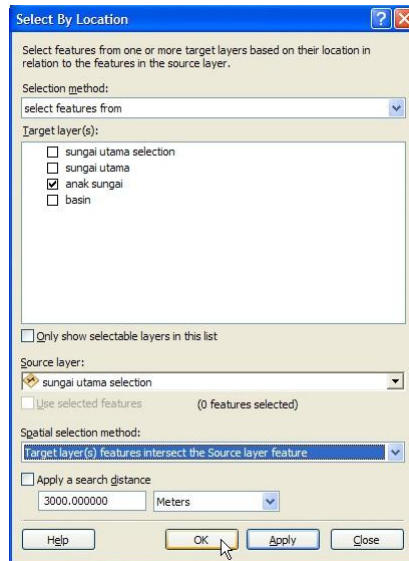 Select By Location
Select features from one or more target layers based on their location in
relation to the features in the source layer.
Selection method:
select features from
Target layer(s):
sungai utama selection
sungai utama
anak sungai
basin
Only show selectable layers in this list
Source layer:
sungai utama selection
Use selected features (0 features selected)
Spatial selection method:
Target layer(s) features intersect the Source layer feature
Apply a search distance
3000.000000 Meters
Help OK Apply Close